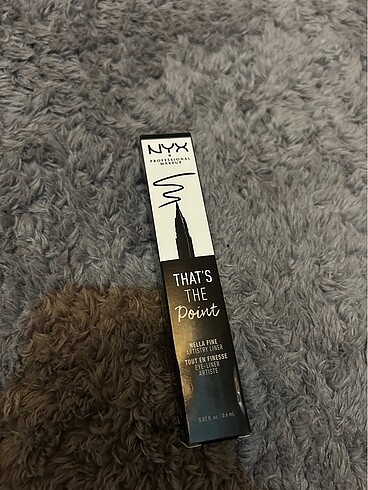 NYX
PROFESSIONAL
MAKEUP
THAT'S
THE
Point
HELLA FINE
ARTISTRY LINER
TOUT EN FINESSE
EYE-LINER
ARTISTE
0.02 fl. oz. / 0.6 mL